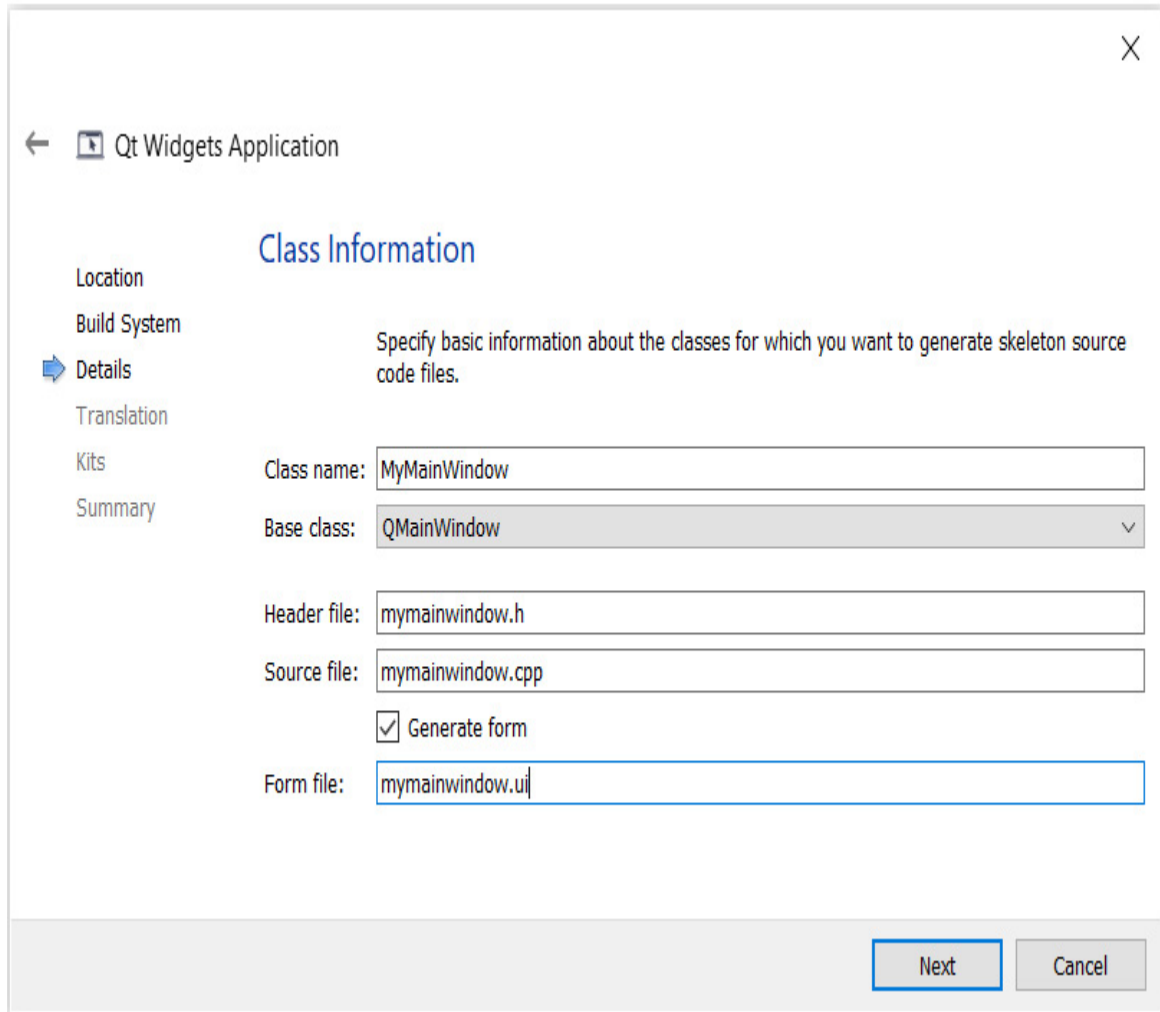 Qt Widgets Application
Class Information
Location
Build System
Details
Translation
Kits
Summary
Specify basic information about the classes for which you want to generate skeleton source
code files.
Class name: MyMainWindow
Base class: QMainWindow
Header file: mymainwindow.h
Source file: mymainwindow.cpp
Generate form
Form file: mymainwindow.ui
Next Cancel